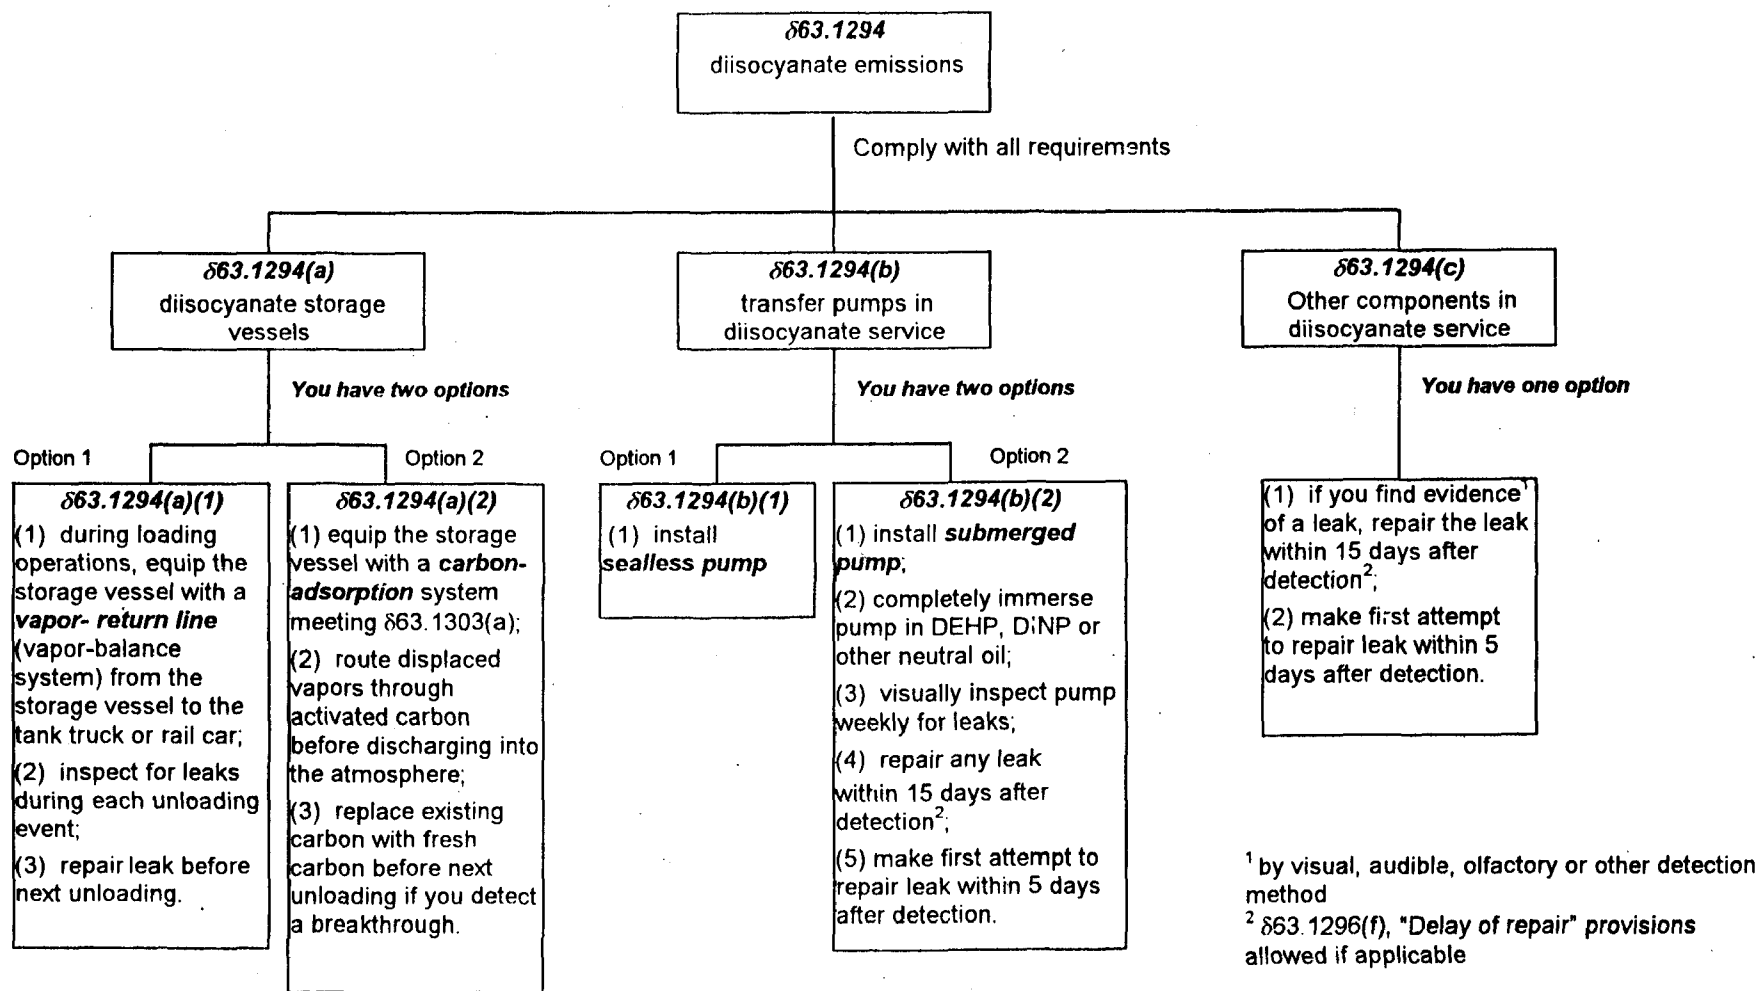 δ63.1294
diisocyanate emissions
Comply with all requirements
δ63.1294(a)
diisocyanate storage
vessels
δ63.1294(b)
transfer pumps in
diisocyanate service
δ63.1294(c)
Other components in
diisocyanate service
You have two options
You have two options
You have one option
Option 1
Option 2
Option 1
Option 2
δ63.1294(a)(1)
(1) during loading
operations, equip the
storage vessel with a
vapor- return line
(vapor-balance
system) from the
storage vessel to the
tank truck or rail car;
(2) inspect for leaks
during each unloading
event;
(3) repair leak before
next unloading.
δ63.1294(a)(2)
(1) equip the storage
vessel with a carbon-
adsorption system
meeting δ63.1303(a);
(2) route displaced
vapors through
activated carbon
before discharging into
the atmosphere;
(3) replace existing
carbon with fresh
carbon before next
unloading if you detect
a breakthrough.
δ63.1294(b)(1)
(1) install
sealless pump
δ63.1294(b)(2)
(1) install submerged
pump;
(2) completely immerse
pump in DEHP, DiNP or
other neutral oil;
(3) visually inspect pump
weekly for leaks;
(4) repair any leak
within 15 days after
detection²;
(5) make first attempt to
repair leak within 5 days
after detection.
(1) if you find evidence¹
of a leak, repair the leak
within 15 days after
detection²;
(2) make first attempt
to repair leak within 5
days after detection.
¹ by visual, audible, olfactory or other detection
method
² δ63.1296(f), "Delay of repair" provisions
allowed if applicable